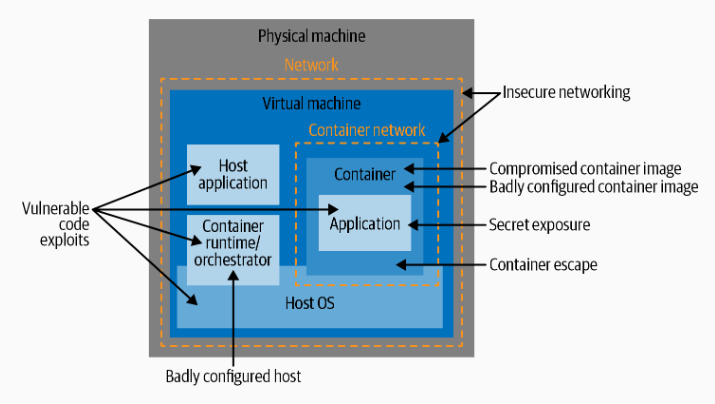 Physical machine
Network
Virtual machine
Insecure networking
Container network
Host
application
Container
Compromised container image
Badly configured container image
Vulnerable
code
exploits
Container
runtime/
orchestrator
Application
Secret exposure
Container escape
Host OS
Badly configured host